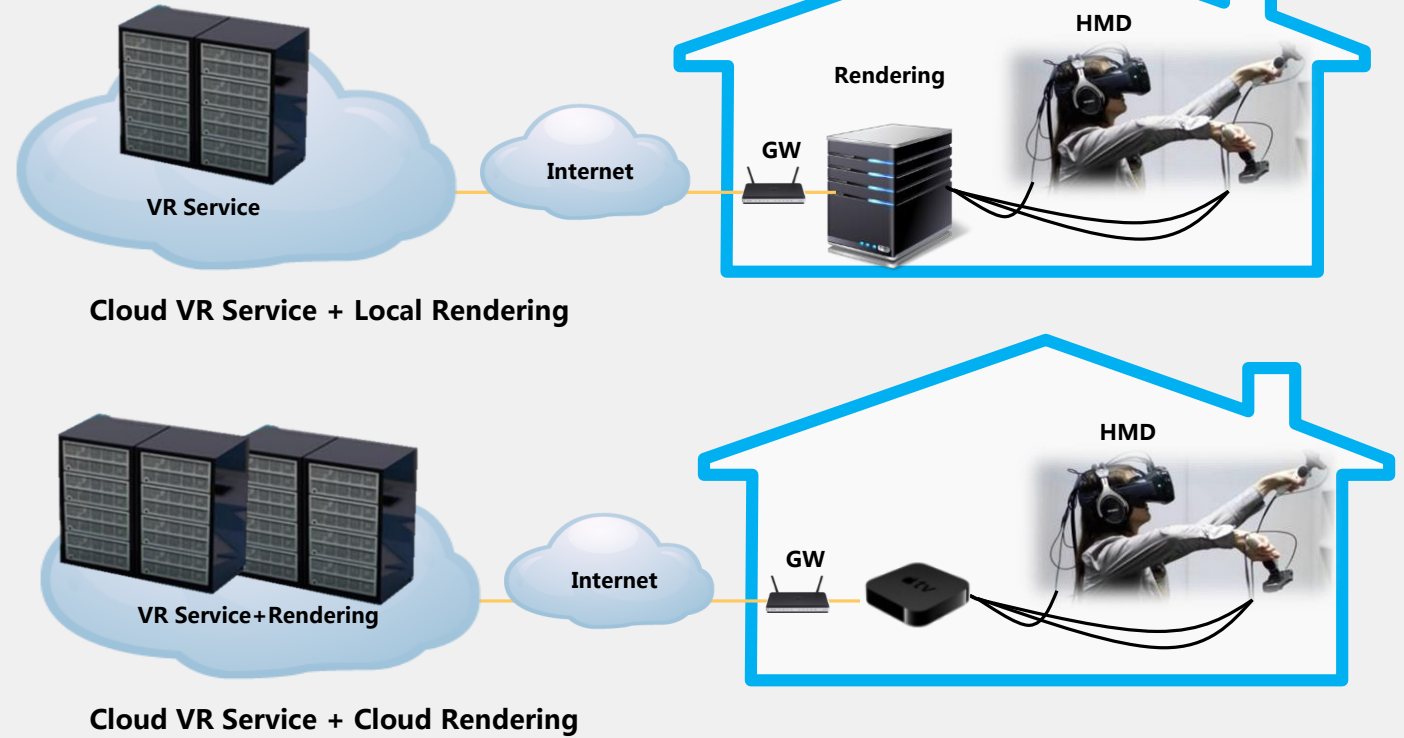 HMD
Rendering
GW
Internet
VR Service
Cloud VR Service + Local Rendering
HMD
GW
Internet
tv
VR Service+Rendering
Cloud VR Service + Cloud Rendering